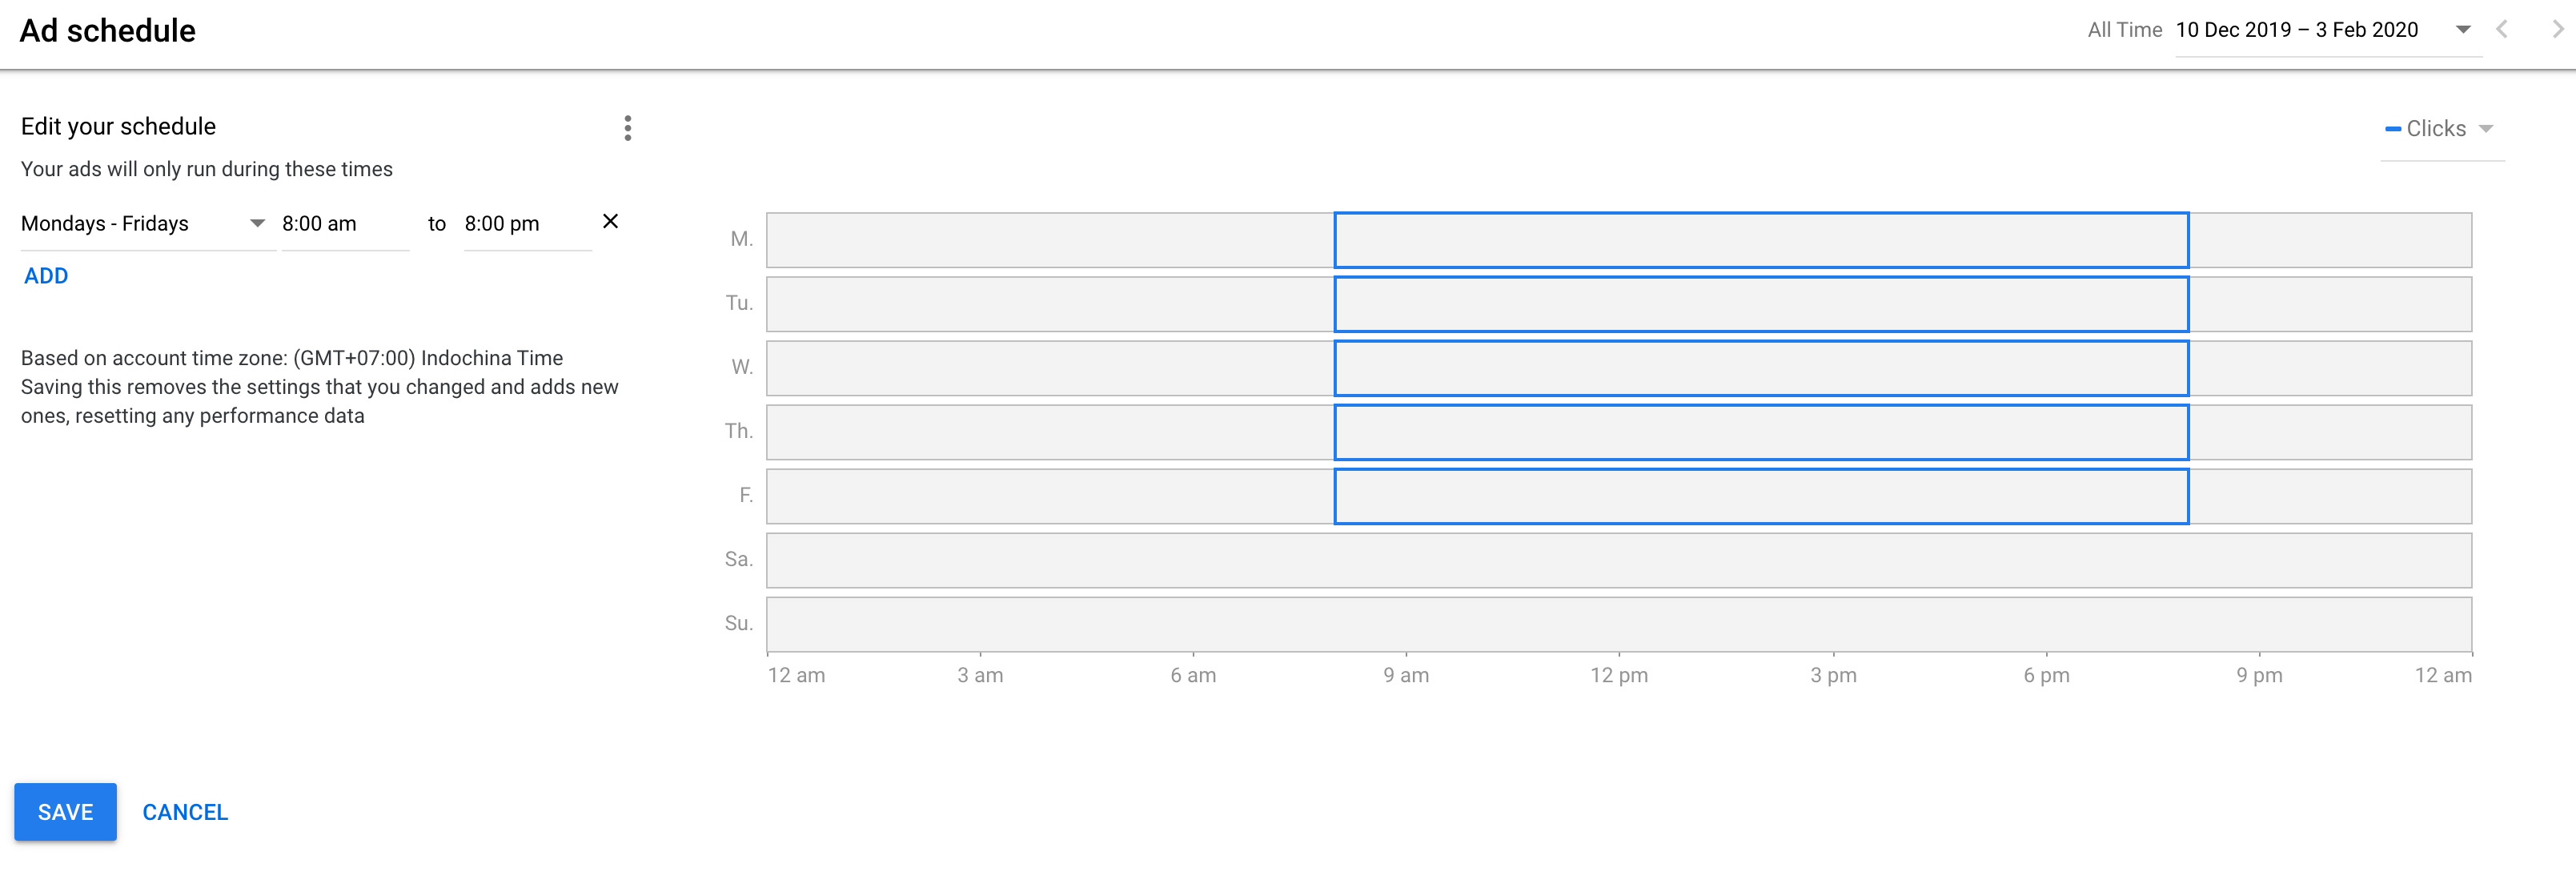 Ad schedule
All Time 10 Dec 2019 – 3 Feb 2020
Edit your schedule
Clicks
Your ads will only run during these times
Mondays - Fridays 8:00 am to 8:00 pm
ADD
Based on account time zone: (GMT+07:00) Indochina Time
Saving this removes the settings that you changed and adds new
ones, resetting any performance data
M.
Tu.
W.
Th.
F.
Sa.
Su.
12 am 3 am 6 am 9 am 12 pm 3 pm 6 pm 9 pm 12 am
SAVE CANCEL